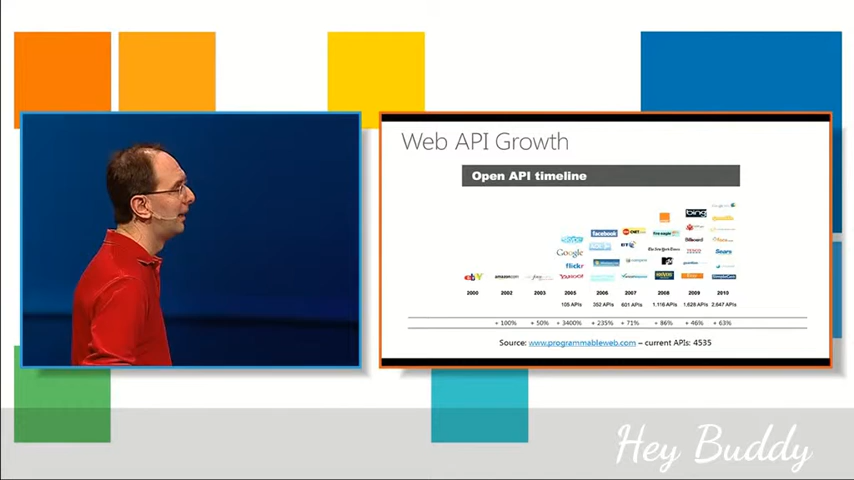 Web API Growth
Open API timeline
bing
facebook
Google
flickr
YAHOO!
Sears
ebY
amazon.com
2000 2002 2003 2005 2006 2007 2008 2009 2010
105 APIs 352 APIs 601 APIs 1,116 APIs 1,628 APIs 2,647 APIs
+ 100% + 50% + 3400% + 235% + 71% + 86% + 46% + 63%
Source: www.programmableweb.com – current APIs: 4535
Hey Buddy